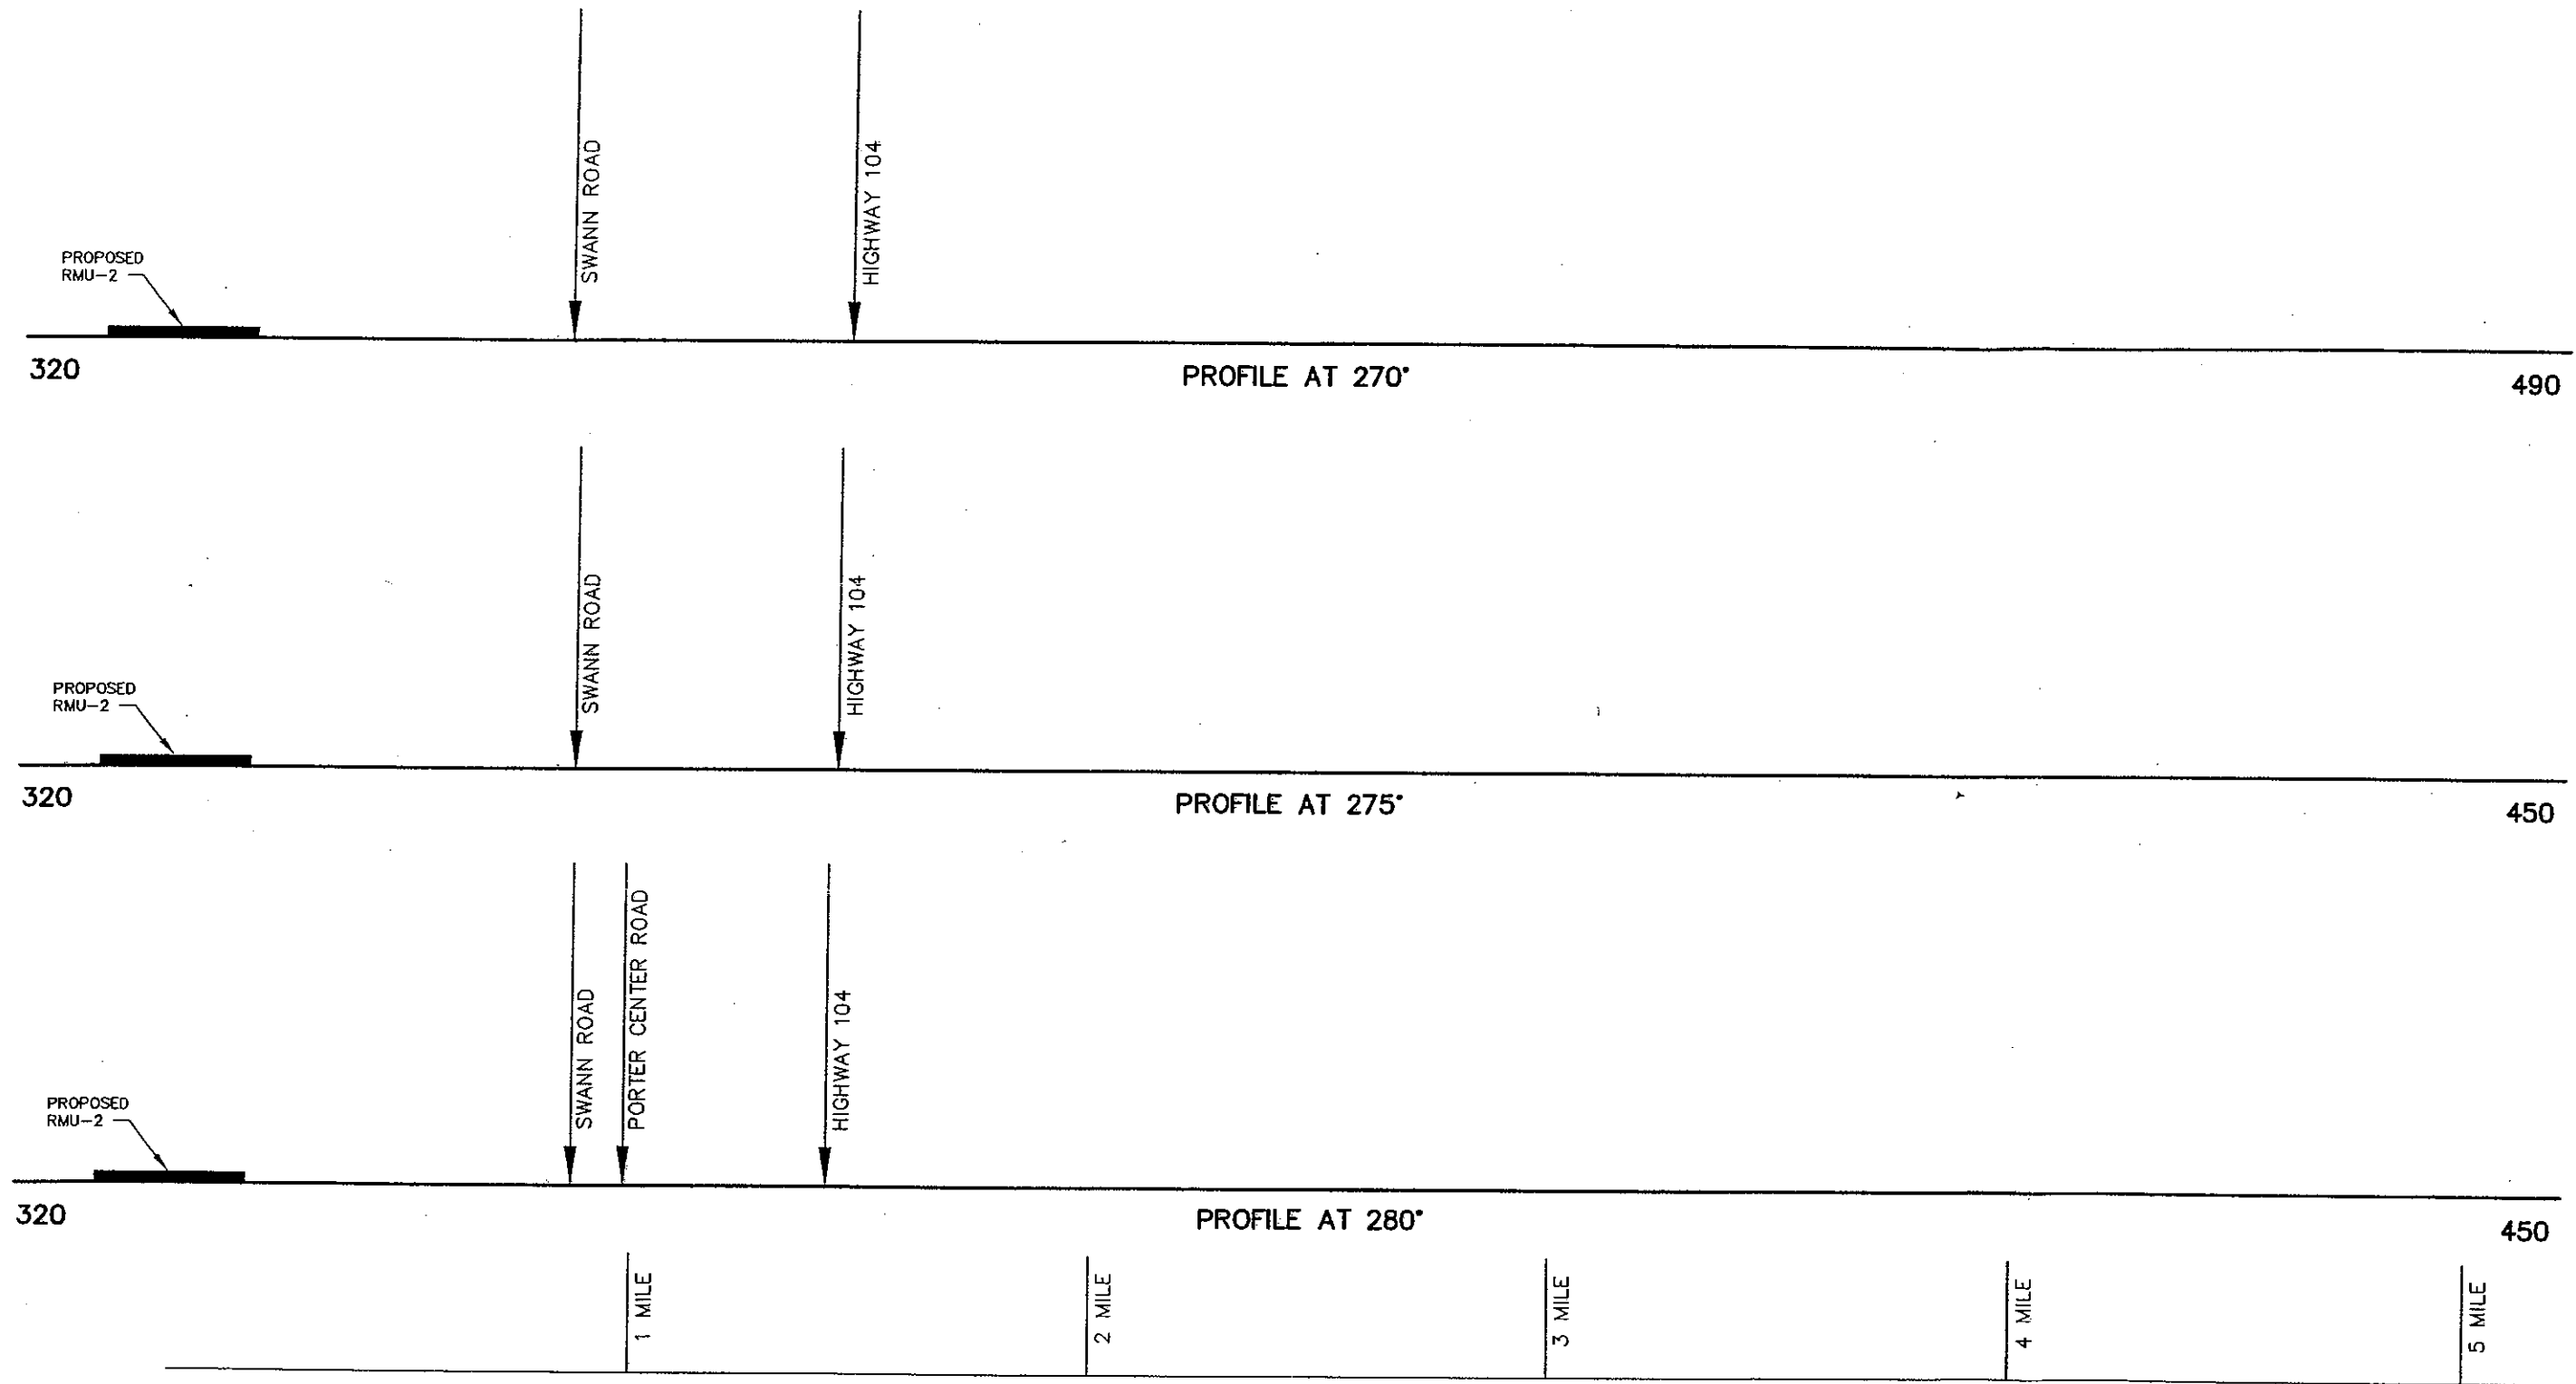 SWANN ROAD
HIGHWAY 104
PROPOSED
RMU-2
320
PROFILE AT 270°
490
SWANN ROAD
HIGHWAY 104
PROPOSED
RMU-2
320
PROFILE AT 275°
450
SWANN ROAD
PORTER CENTER ROAD
HIGHWAY 104
PROPOSED
RMU-2
320
PROFILE AT 280°
450
1 MILE
2 MILE
3 MILE
4 MILE
5 MILE